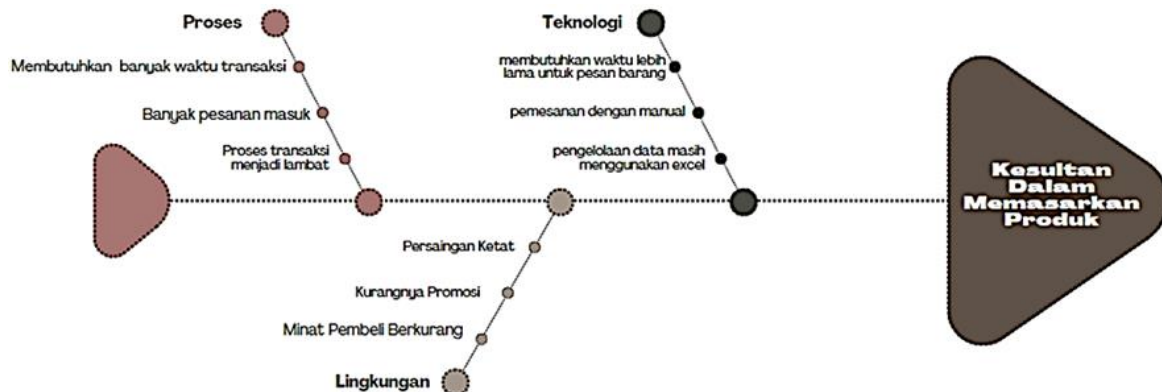 Proses
Membutuhkan banyak waktu transaksi
Banyak pesanan masuk
Proses transaksi
menjadi lambat
Teknologi
membutuhkan waktu lebih
lama untuk pesan barang
pemesanan dengan manual
pengelolaan data masih
menggunakan excel
Persaingan Ketat
Kurangnya Promosi
Minat Pembeli Berkurang
Lingkungan
Kesultan
Dalam
Memasarkan
Produk